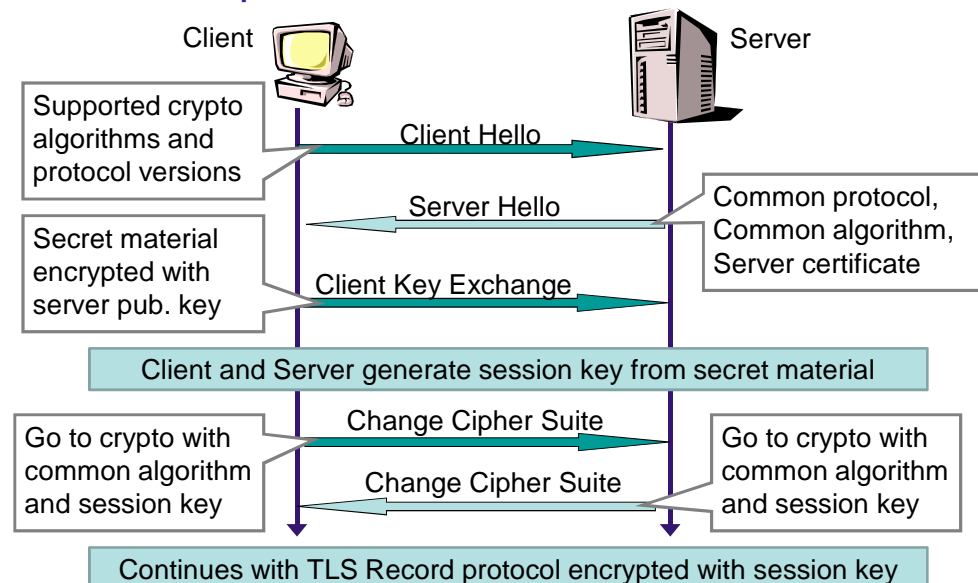 Client
Server
Supported crypto
algorithms and
protocol versions
Client Hello
Server Hello
Common protocol,
Common algorithm,
Server certificate
Secret material
encrypted with
server pub. key
Client Key Exchange
Client and Server generate session key from secret material
Change Cipher Suite
Go to crypto with
common algorithm
and session key
Go to crypto with
common algorithm
and session key
Change Cipher Suite
Continues with TLS Record protocol encrypted with session key